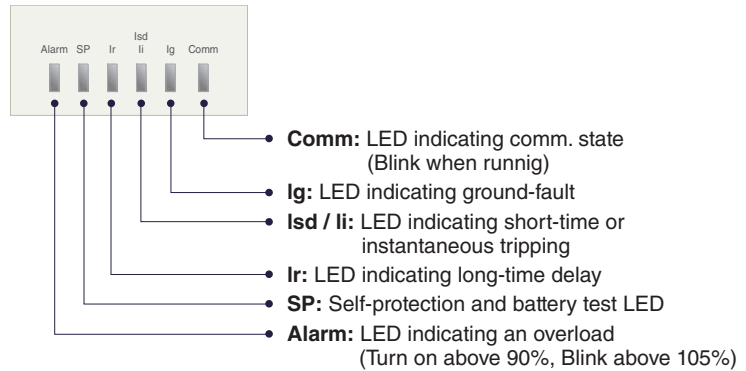 Isd
Alarm SP Ir Ii Ig Comm
Comm: LED indicating comm. state
(Blink when runnig)
Ig: LED indicating ground-fault
Isd / Ii: LED indicating short-time or
instantaneous tripping
Ir: LED indicating long-time delay
SP: Self-protection and battery test LED
Alarm: LED indicating an overload
(Turn on above 90%, Blink above 105%)